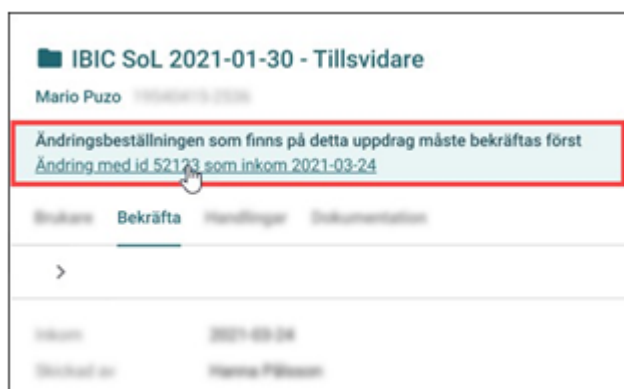 IBIC SoL 2021-01-30 - Tillsvidare
Mario Puzo
Ändringsbeställningen som finns på detta uppdrag måste bekräftas först
Ändring med id 52123 som inkom 2021-03-24
Brukare Bekräfta Handlingar Dokumentation
Inkom 2021-03-24
Skickad av Hanna Pålsson